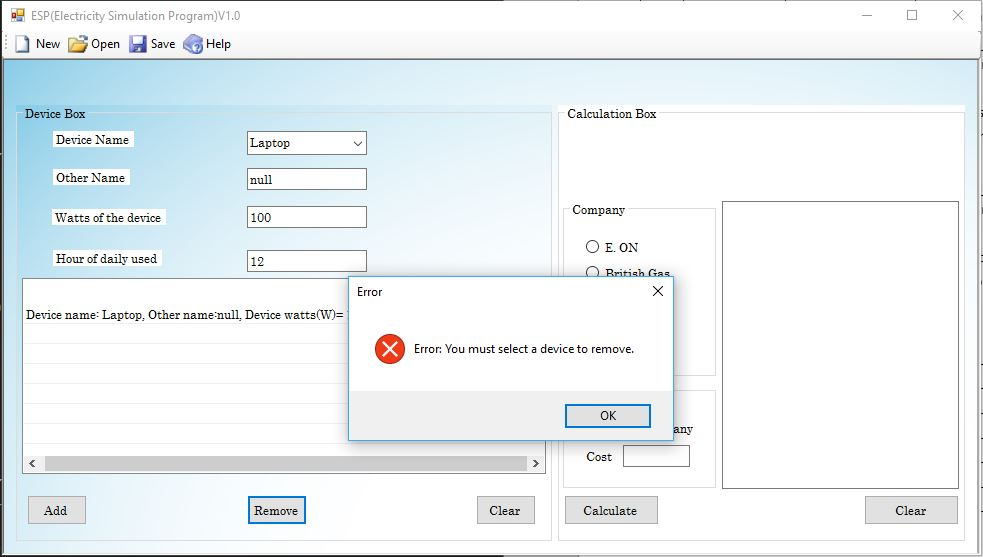 ESP(Electricity Simulation Program)V1.0
New Open Save Help
Device Box
Device Name Laptop
Other Name null
Watts of the device 100
Hour of daily used 12
Device name: Laptop, Other name:null, Device watts(W)=
Add Remove Clear
Calculation Box
Company
E. ON
British Gas
Cost
Calculate Clear
Error
Error: You must select a device to remove.
OK